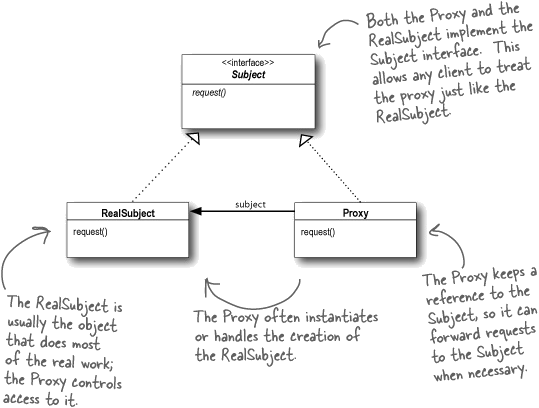 Both the Proxy and the
RealSubject implement the
Subject interface. This
allows any client to treat
the proxy just like the
RealSubject.
<<interface>>
Subject
request()
RealSubject
request()
subject
Proxy
request()
The RealSubject is
usually the object
that does most
of the real work;
the Proxy controls
access to it.
The Proxy often instantiates
or handles the creation of
the RealSubject.
The Proxy keeps a
reference to the
Subject, so it can
forward requests
to the Subject
when necessary.